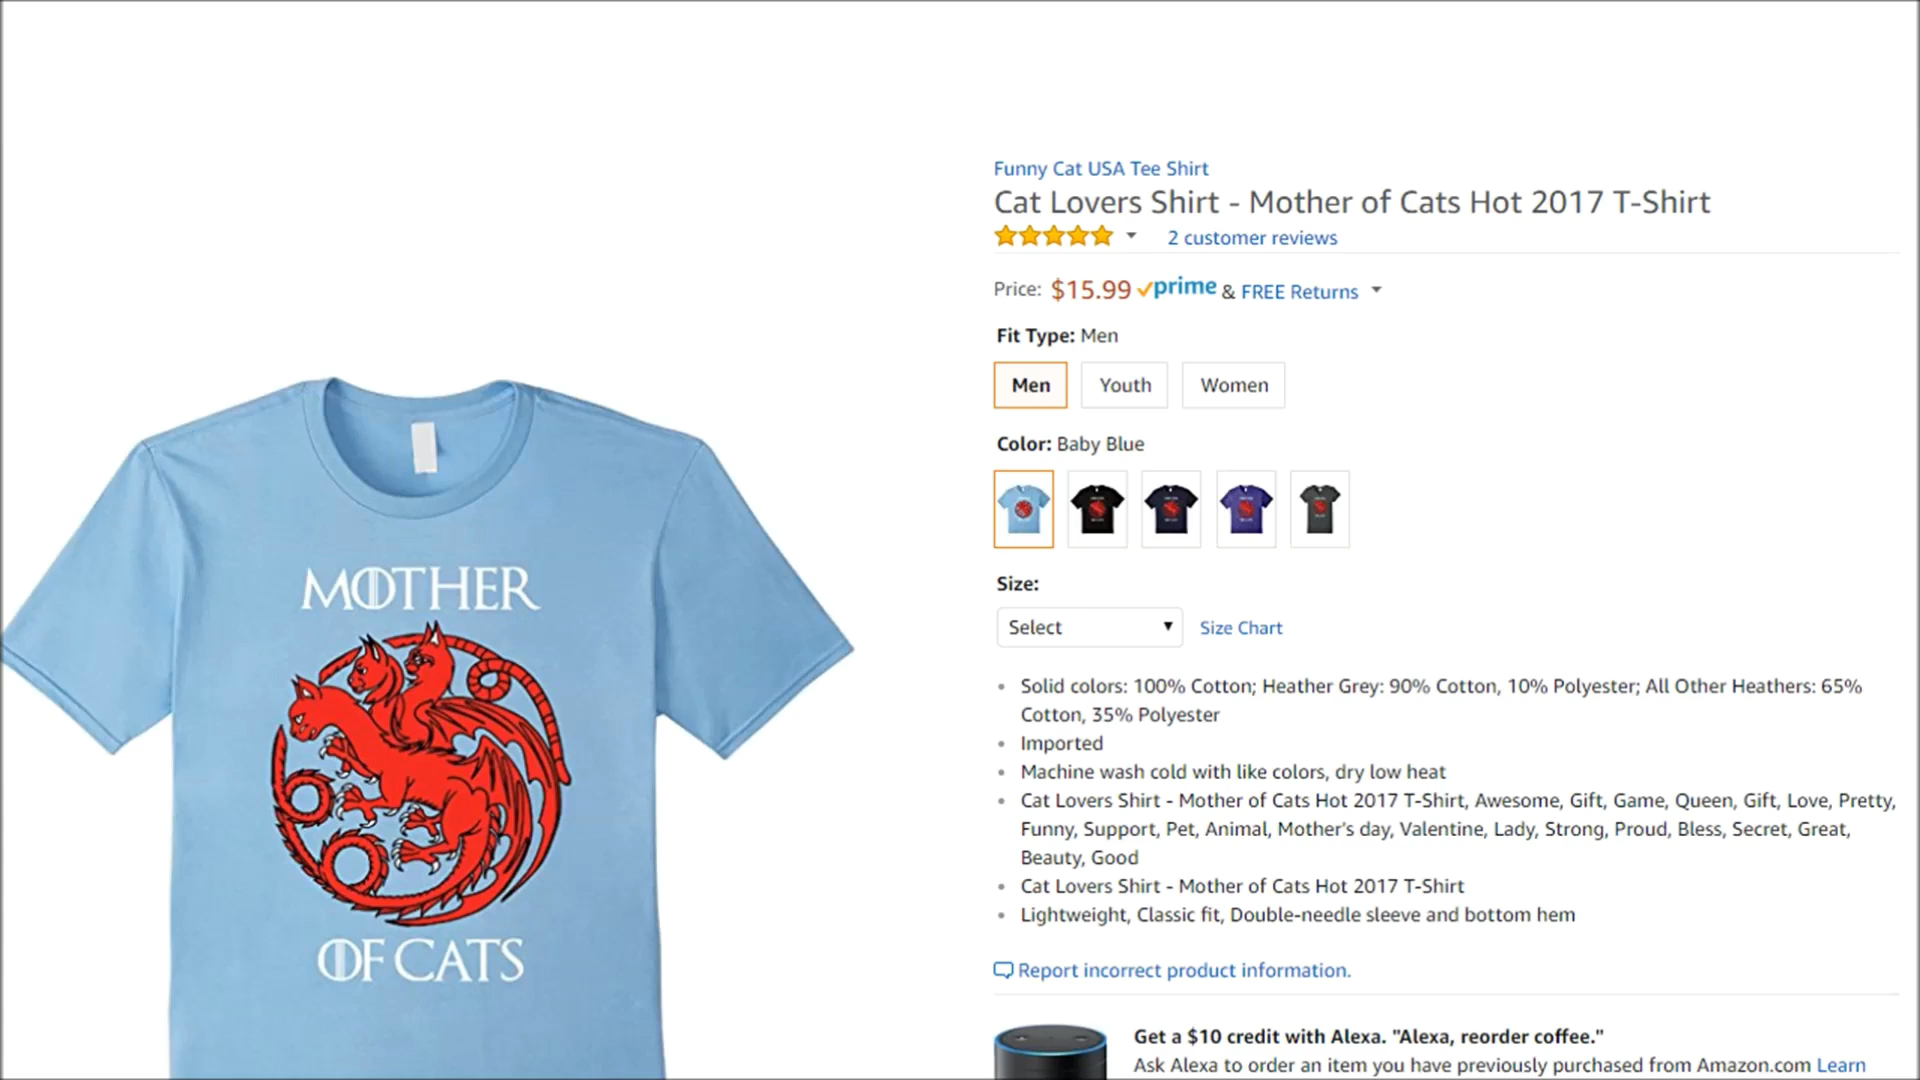 Funny Cat USA Tee Shirt
Cat Lovers Shirt - Mother of Cats Hot 2017 T-Shirt
2 customer reviews
Price: $15.99 prime & FREE Returns
Fit Type: Men
Men Youth Women
Color: Baby Blue
MOTHER
OF CATS
Size:
Select Size Chart
Solid colors: 100% Cotton; Heather Grey: 90% Cotton, 10% Polyester; All Other Heathers: 65%
Cotton, 35% Polyester
Imported
Machine wash cold with like colors, dry low heat
Cat Lovers Shirt - Mother of Cats Hot 2017 T-Shirt, Awesome, Gift, Game, Queen, Gift, Love, Pretty,
Funny, Support, Pet, Animal, Mother's day, Valentine, Lady, Strong, Proud, Bless, Secret, Great,
Beauty, Good
Cat Lovers Shirt - Mother of Cats Hot 2017 T-Shirt
Lightweight, Classic fit, Double-needle sleeve and bottom hem
Report incorrect product information.
Get a $10 credit with Alexa. "Alexa, reorder coffee."
Ask Alexa to order an item you have previously purchased from Amazon.com Learn